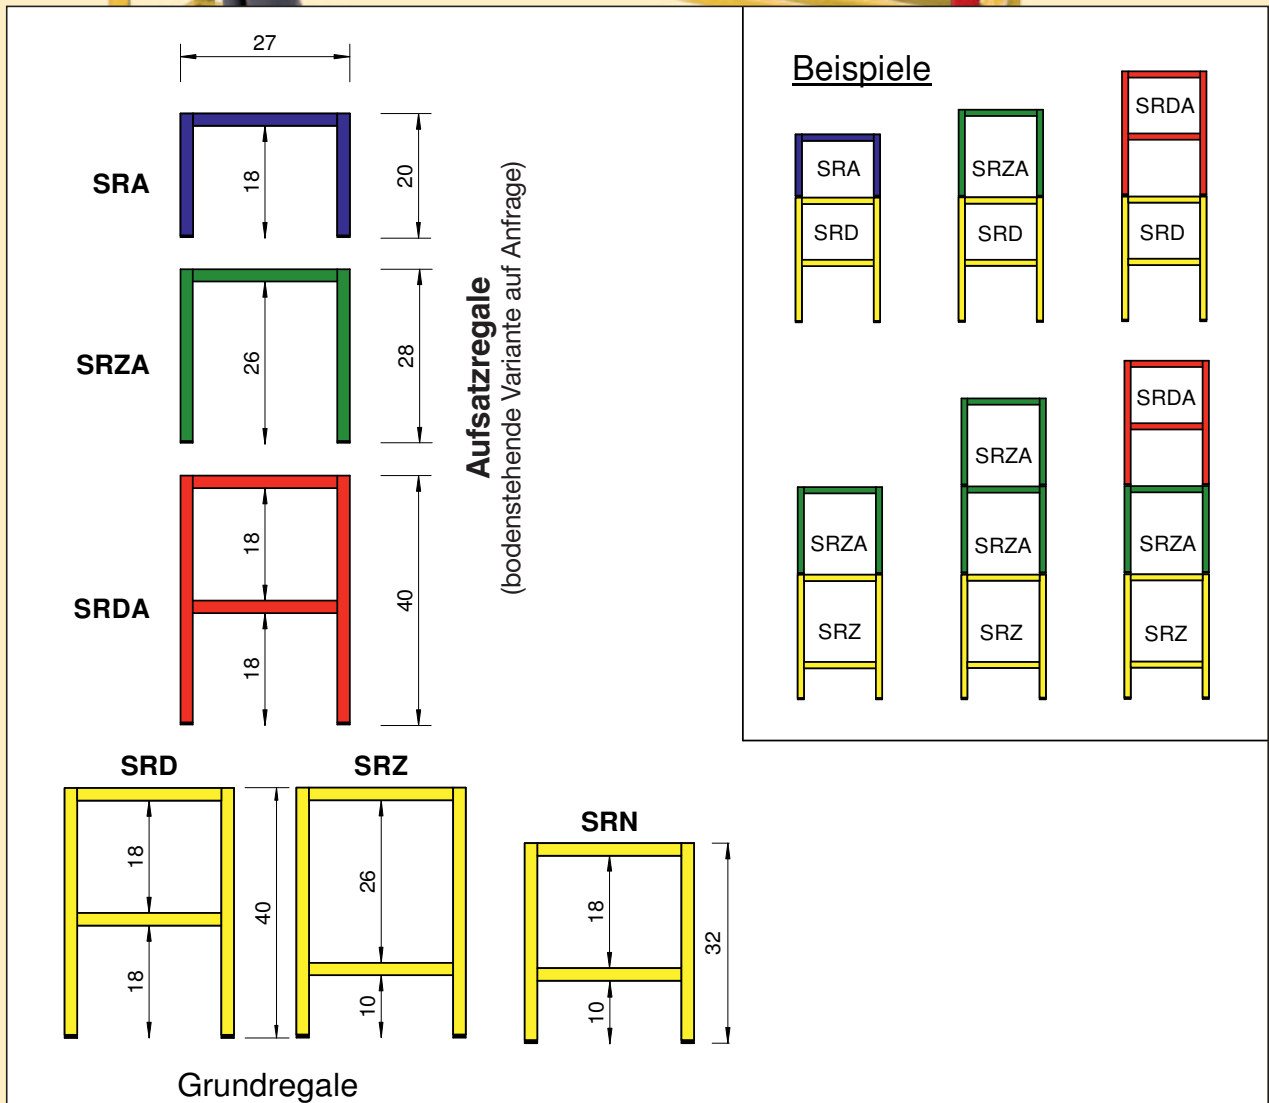 27
SRA
18
20
SRZA
26
28
SRDA
18
18
40
Aufsatzregale
(bodenstehende Variante auf Anfrage)
Beispiele
SRA
SRD
SRZA
SRD
SRDA
SRD
SRZA
SRZ
SRZA
SRZA
SRZ
SRDA
SRZA
SRZ
SRD
18
18
40
SRZ
26
10
SRN
18
10
32
Grundregale